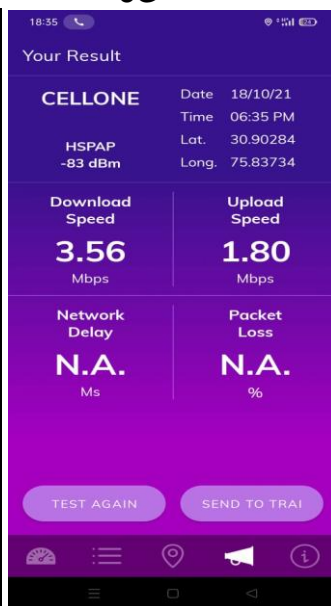 18:35
Your Result
CELLONE
HSPAP
-83 dBm
Date 18/10/21
Time 06:35 PM
Lat. 30.90284
Long. 75.83734
Download
Speed
3.56
Mbps
Upload
Speed
1.80
Mbps
Network
Delay
N.A.
Ms
Packet
Loss
N.A.
%
TEST AGAIN
SEND TO TRAI